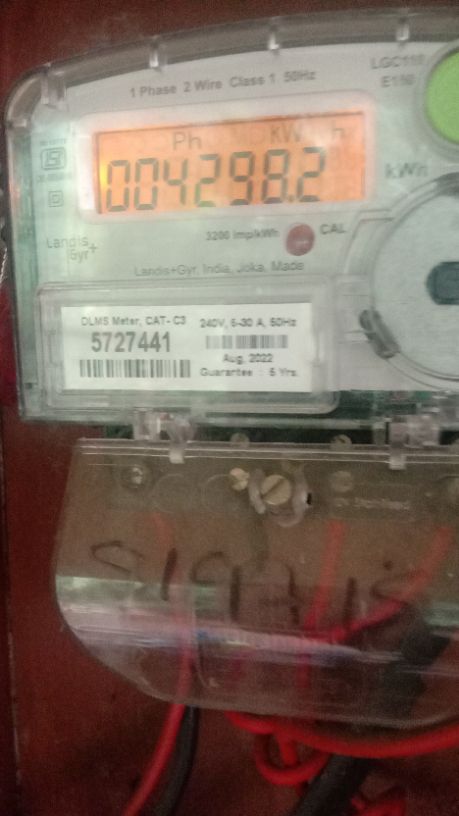 1 Phase 2 Wire Class 1 50Hz
LGC110
Ph kW h
004298.2
kWh
3200 Imp/kWh CAL
Landis
Gyr+
Landis+Gyr, India, Joka, Made
DLMS Meter, CAT- C3
5727441
240V, 5-30 A, 50Hz
Aug. 2022
Guarantee : 5 Yrs.